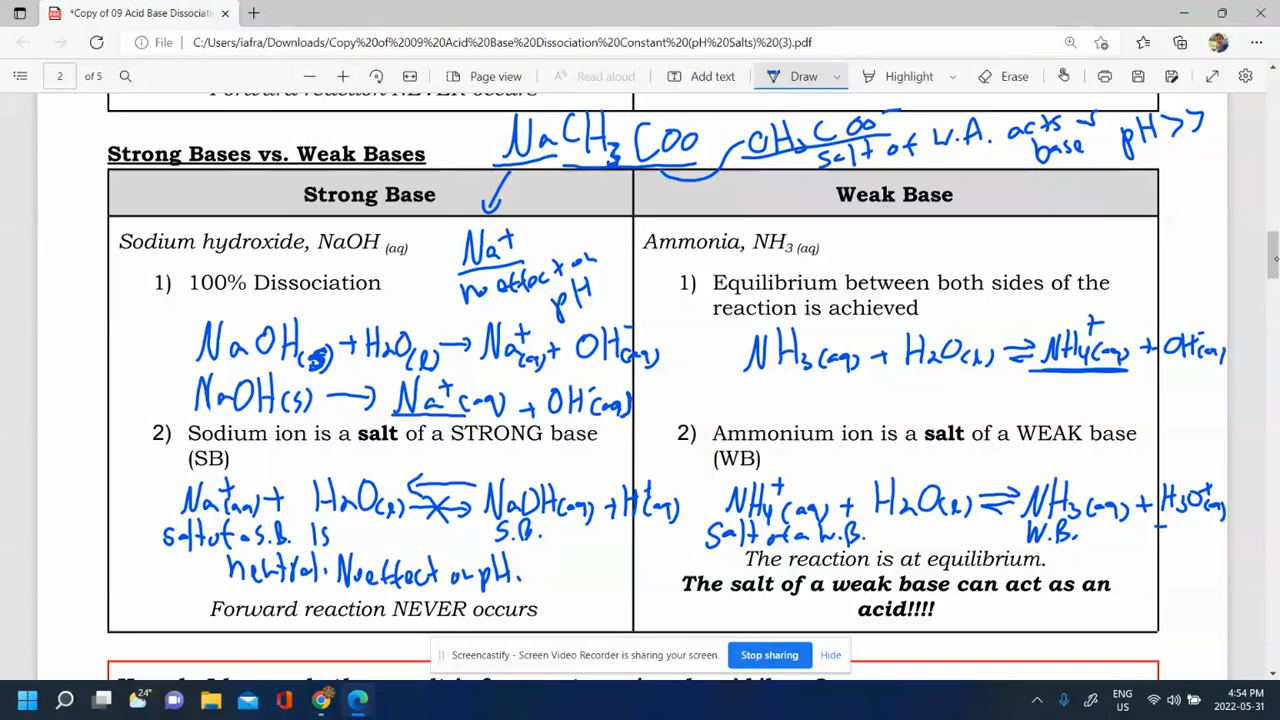 *Copy of 09 Acid Base Dissociati
File C:/Users/iafra/Downloads/Copy%20of%2009%20Acid%20Base%20Dissociation%20Constant%20(pH%20Salts)%20(3).pdf
2 of 5 Page view Read aloud Add text Draw Highlight Erase
Forward reaction NEVER occurs
NaCH₃COO CH₃COO⁻ salt of W.A. acts base pH >>
Strong Bases vs. Weak Bases
Strong Base Weak Base
Sodium hydroxide, NaOH (aq)
Na⁺
no effect on pH
1) 100% Dissociation
NaOH(s) + H₂O(l) → Na⁺(aq) + OH⁻(aq)
NaOH(s) → Na⁺(aq) + OH⁻(aq)
2) Sodium ion is a salt of a STRONG base
(SB)
Na⁺(aq) + H₂O(l) NaOH(aq) + H⁺(aq)
salt of a S.B. Is S.B.
neutral. No effect on pH.
Forward reaction NEVER occurs
Ammonia, NH₃ (aq)
1) Equilibrium between both sides of the
reaction is achieved
NH₃(aq) + H₂O(l) ⇌ NH₄⁺(aq) + OH⁻(aq)
2) Ammonium ion is a salt of a WEAK base
(WB)
NH₄⁺(aq) + H₂O(l) ⇌ NH₃(aq) + H₃O⁺(aq)
Salt of a W.B. W.B.
The reaction is at equilibrium.
The salt of a weak base can act as an
acid!!!!
Screencastify - Screen Video Recorder is sharing your screen. Stop sharing Hide
24° ENG US 4:54 PM
2022-05-31